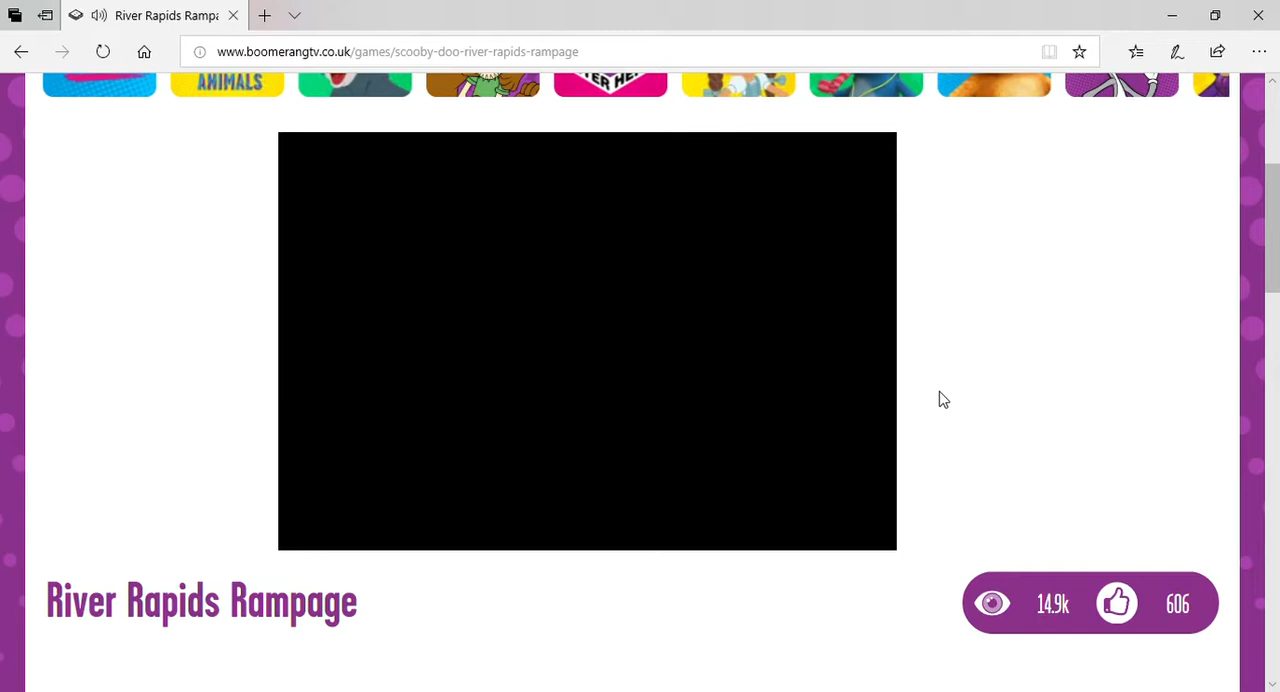 River Rapids Rampa
www.boomerangtv.co.uk/games/scooby-doo-river-rapids-rampage
ANIMALS
River Rapids Rampage
14.9k
606